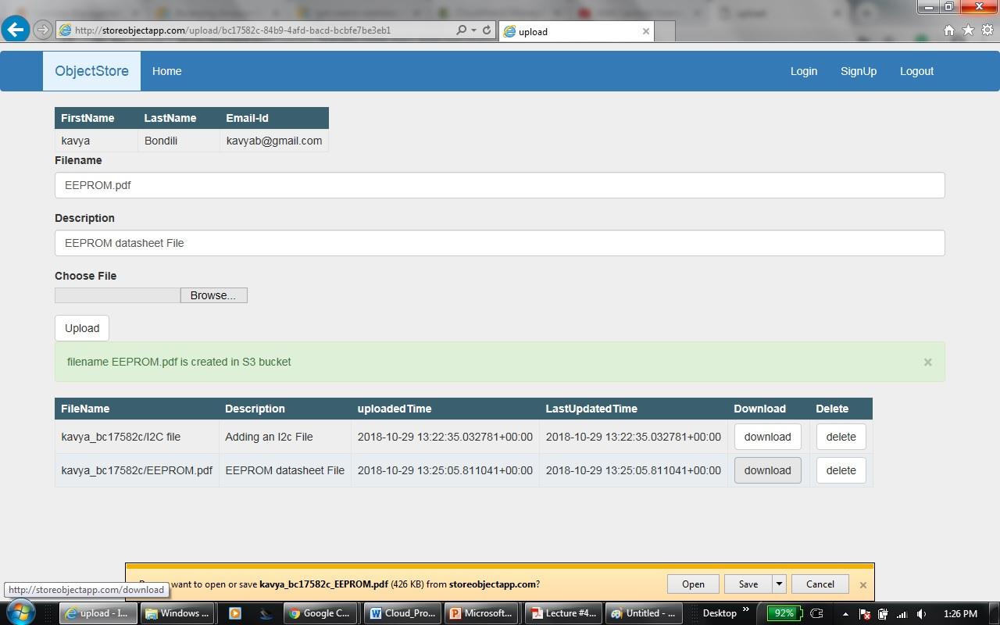 http://storeobjectapp.com/upload/bc17582c-84b9-4afd-bacd-bcbfe7be3eb1
upload
ObjectStore Home Login SignUp Logout
FirstName LastName Email-Id
kavya Bondili kavyab@gmail.com
Filename
EEPROM.pdf
Description
EEPROM datasheet File
Choose File
Browse...
Upload
filename EEPROM.pdf is created in S3 bucket ×
FileName Description uploadedTime LastUpdatedTime Download Delete
kavya_bc17582c/I2C file Adding an I2c File 2018-10-29 13:22:35.032781+00:00 2018-10-29 13:22:35.032781+00:00 download delete
kavya_bc17582c/EEPROM.pdf EEPROM datasheet File 2018-10-29 13:25:05.811041+00:00 2018-10-29 13:25:05.811041+00:00 download delete
want to open or save kavya_bc17582c_EEPROM.pdf (426 KB) from storeobjectapp.com? Open Save Cancel
http://storeobjectapp.com/download
upload - I... Windows ... Google C... Cloud_Pro... Microsoft... Lecture #4... Untitled - ... Desktop 92% 1:26 PM